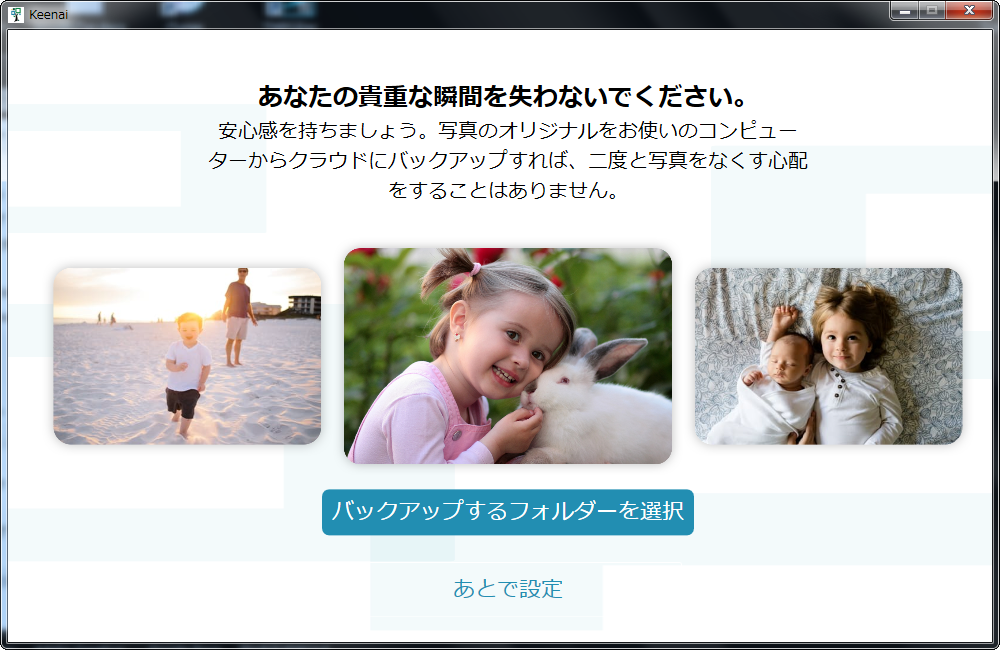 Keenai
あなたの貴重な瞬間を失わないでください。
安心感を持ちましょう。写真のオリジナルをお使いのコンピュー
ターからクラウドにバックアップすれば、二度と写真をなくす心配
をすることはありません。
バックアップするフォルダーを選択
あとで設定